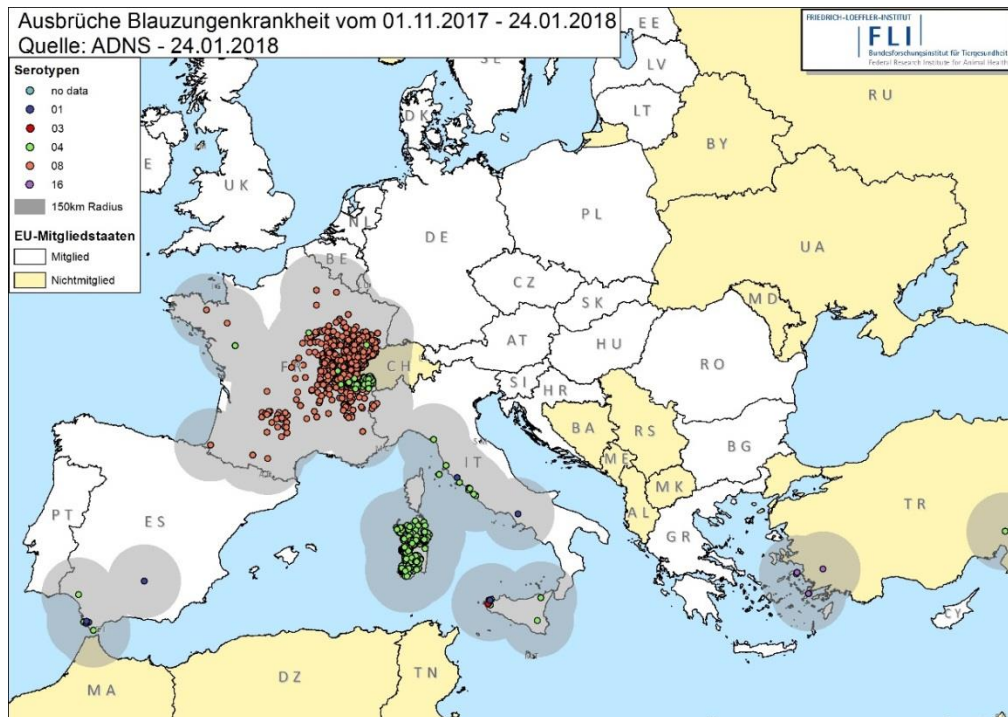 Ausbrüche Blauzungenkrankheit vom 01.11.2017 - 24.01.2018
Quelle: ADNS - 24.01.2018
FRIEDRICH-LOEFFLER-INSTITUT
FLI
Bundesforschungsinstitut für Tiergesundheit
Federal Research Institute for Animal Health
Serotypen
no data
01
03
04
08
16
150km Radius
EU-Mitgliedstaaten
Mitglied
Nichtmitglied
EE
SE
LV
RU
DK
LT
E
BY
UK
NL
PL
DE
BE
UA
CZ
SK
MD
AT
HU
F
CH
RO
SI
HR
BA
RS
IT
BG
ME
MK
PT
ES
AL
TR
GR
CY
MA
DZ
TN